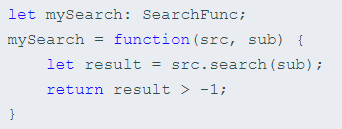 let mySearch: SearchFunc;
mySearch = function(src, sub) {
    let result = src.search(sub);
    return result > -1;
}